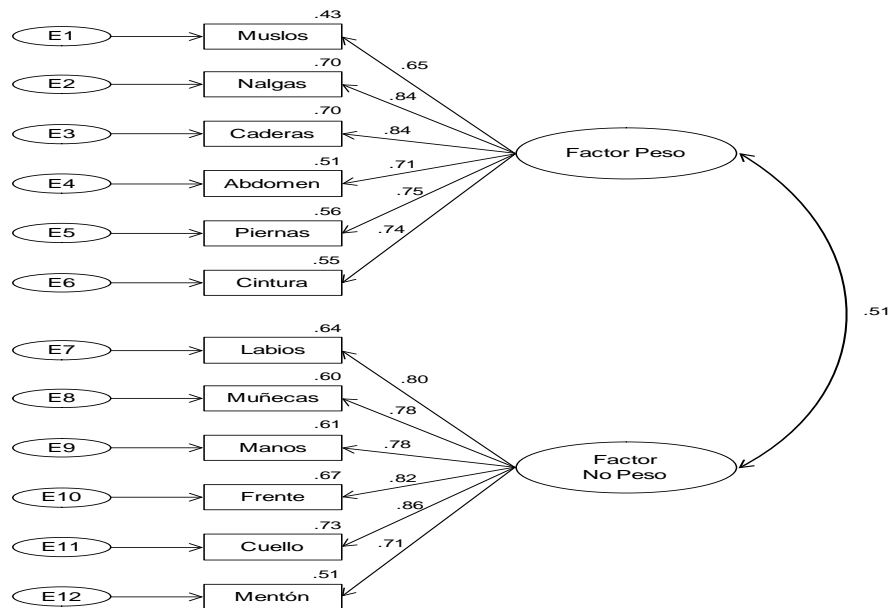 .43
E1
Muslos
.65
.70
E2
Nalgas
.84
.70
E3
Caderas
.84
Factor Peso
.51
E4
Abdomen
.71
.56
E5
Piernas
.75
.55
E6
Cintura
.74
.51
.64
E7
Labios
.80
.60
E8
Muñecas
.78
.61
E9
Manos
.78
Factor
No Peso
.67
E10
Frente
.82
.73
E11
Cuello
.86
.51
E12
Mentón
.71